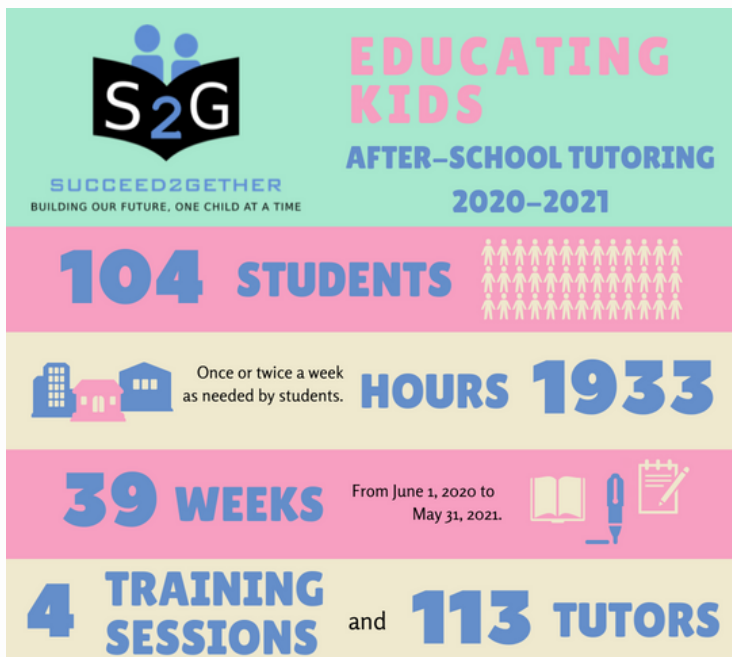 S2G
SUCCEED2GETHER
BUILDING OUR FUTURE, ONE CHILD AT A TIME
EDUCATING
KIDS
AFTER-SCHOOL TUTORING
2020-2021
104 STUDENTS
Once or twice a week
as needed by students.
HOURS 1933
39 WEEKS
From June 1, 2020 to
May 31, 2021.
4 TRAINING
SESSIONS
and
113 TUTORS